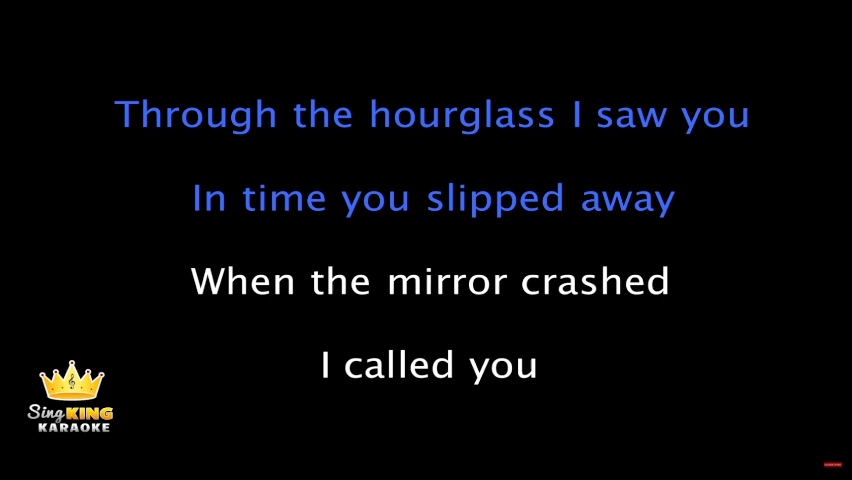 Through the hourglass I saw you
In time you slipped away
When the mirror crashed
I called you
Sing KING
KARAOKE